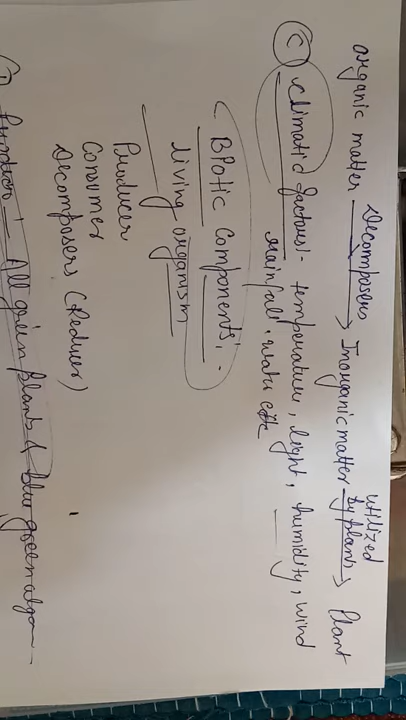 organic matter Decomposers → Inorganic matter utilized by plants → Plant
(C) Climatic factors:- temperature, light, humidity, wind
rainfall, water etc
Biotic Components:-
living organism
Producer
Consumer
Decomposers (Reducer)
① Producers:- All green plants & blue green algae